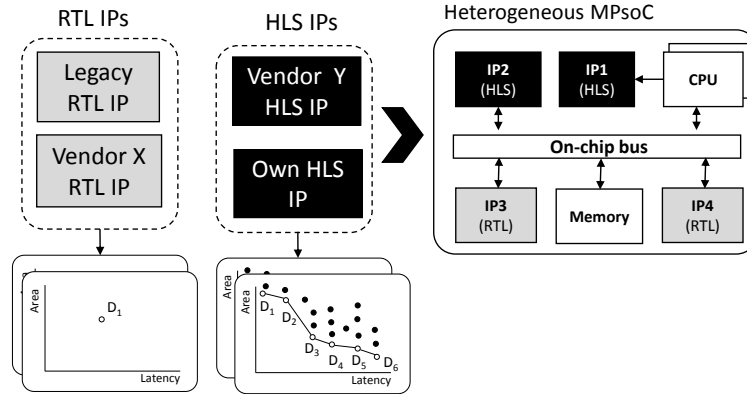 RTL IPs
Legacy
RTL IP
Vendor X
RTL IP
Area
D1
Latency
HLS IPs
Vendor Y
HLS IP
Own HLS
IP
Area
Area
D1
D2
D3
D4
D5
D6
Latency
Heterogeneous MPsoC
IP2
(HLS)
IP1
(HLS)
CPU
On-chip bus
IP3
(RTL)
Memory
IP4
(RTL)